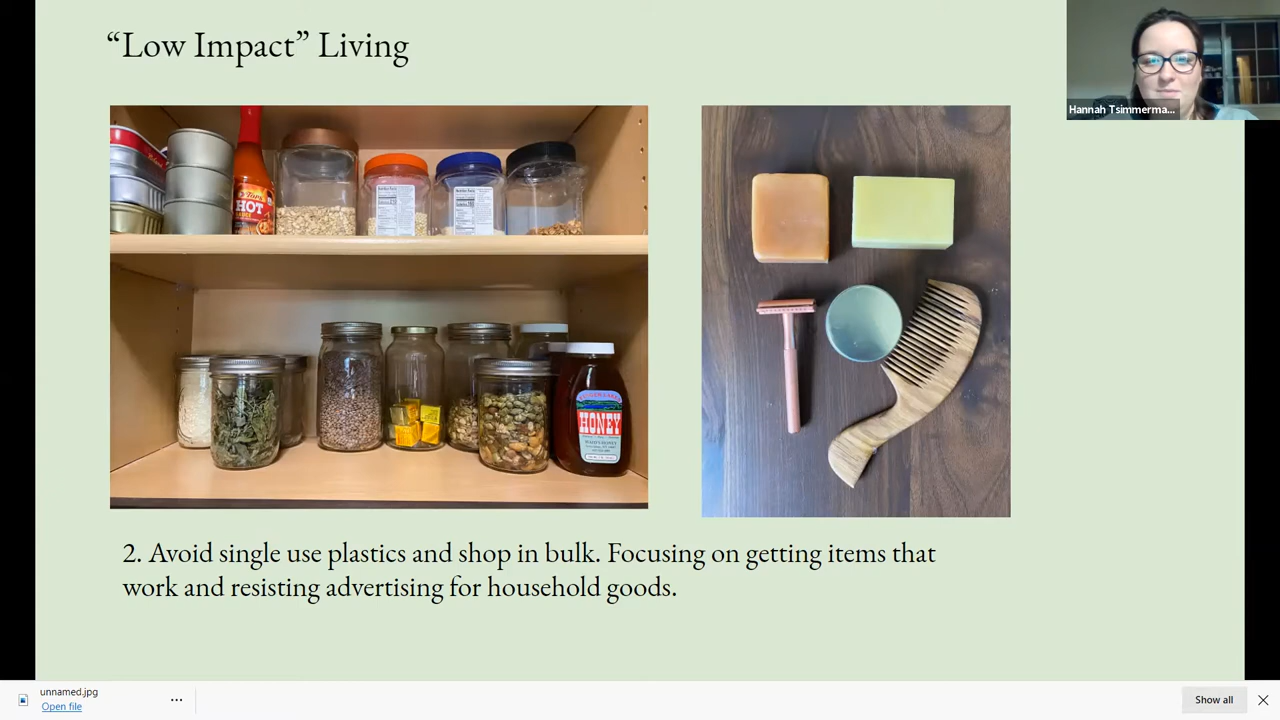 “Low Impact” Living
Hannah Tsimmerma...
HOT
HONEY
2. Avoid single use plastics and shop in bulk. Focusing on getting items that
work and resisting advertising for household goods.
unnamed.jpg
Open file
Show all